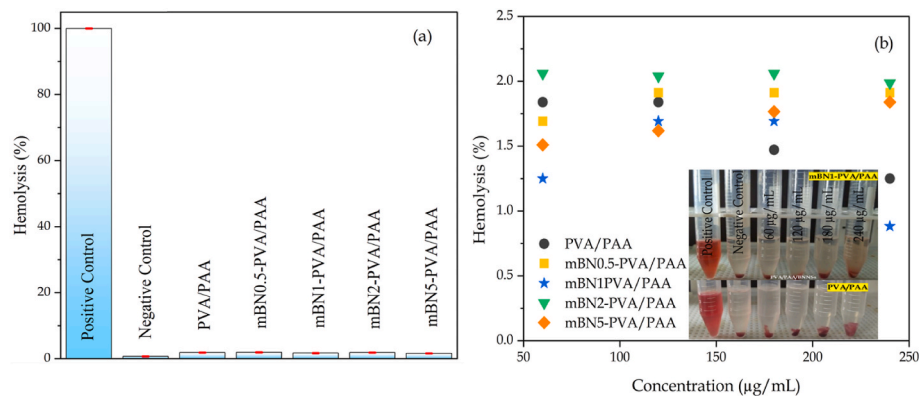 (a)
Hemolysis (%)
100
80
60
40
20
0
Positive Control
Negative Control
PVA/PAA
mBN0.5-PVA/PAA
mBN1-PVA/PAA
mBN2-PVA/PAA
mBN5-PVA/PAA
(b)
Hemolysis (%)
2.5
2.0
1.5
1.0
0.5
0.0
PVA/PAA
mBN0.5-PVA/PAA
mBN1PVA/PAA
mBN2-PVA/PAA
mBN5-PVA/PAA
mBN1-PVA/PAA
Positive Control
Negative Control
60 µg/mL
120 µg/mL
180 µg/mL
240 µg/mL
PVA/PAA
50
100
150
200
250
Concentration (µg/mL)